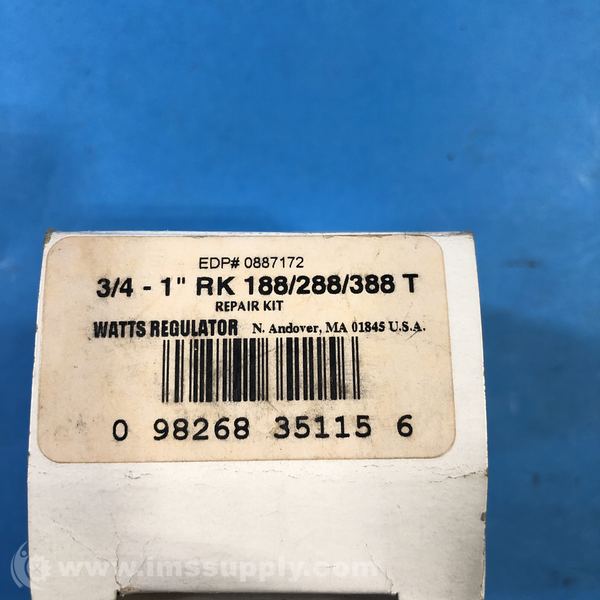 EDP# 0887172
3/4 - 1" RK 188/288/388 T
REPAIR KIT
WATTS REGULATOR N. Andover, MA 01845 U.S.A.
0 98268 35115 6
www.imssupply.com